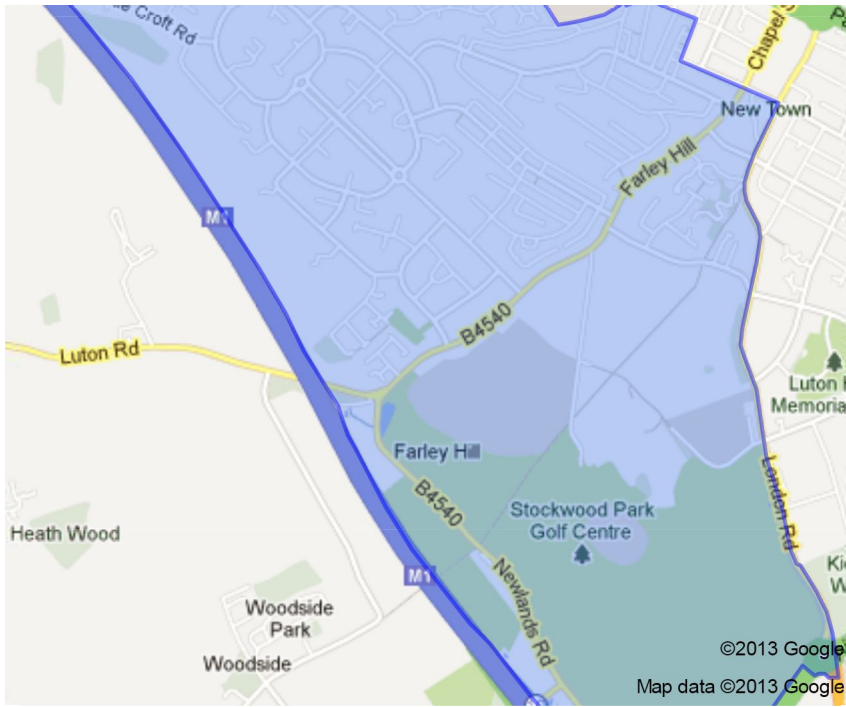 Croft Rd
Chapel
New Town
Farley Hill
M1
B4540
Luton Rd
Luton
Memoria
Farley Hill
B4540
London Rd
Stockwood Park
Golf Centre
Heath Wood
M1
Newlands Rd
Woodside
Park
Woodside
©2013 Google
Map data ©2013 Google